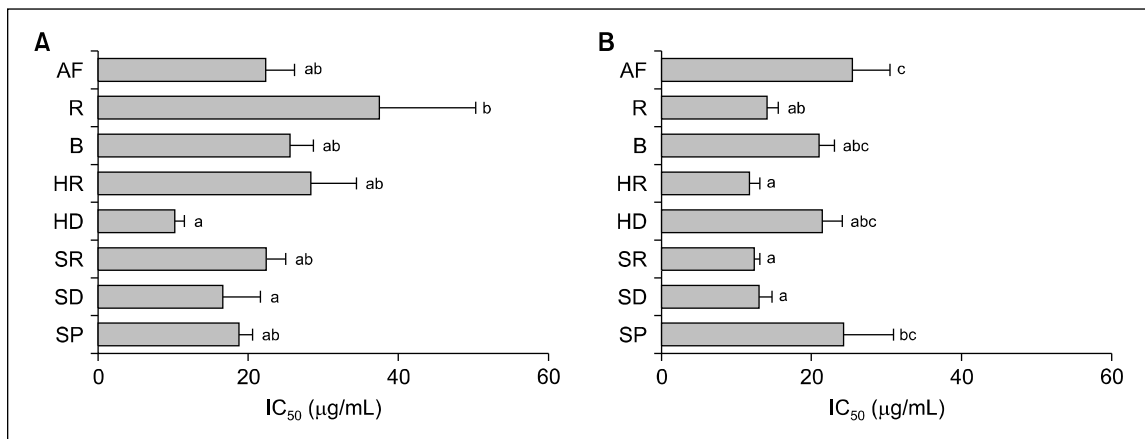 A
AF
ab
R
b
B
ab
HR
ab
HD
a
SR
ab
SD
a
SP
ab
0 20 40 60
IC50 (μg/mL)
B
AF
c
R
ab
B
abc
HR
a
HD
abc
SR
a
SD
a
SP
bc
0 20 40 60
IC50 (μg/mL)